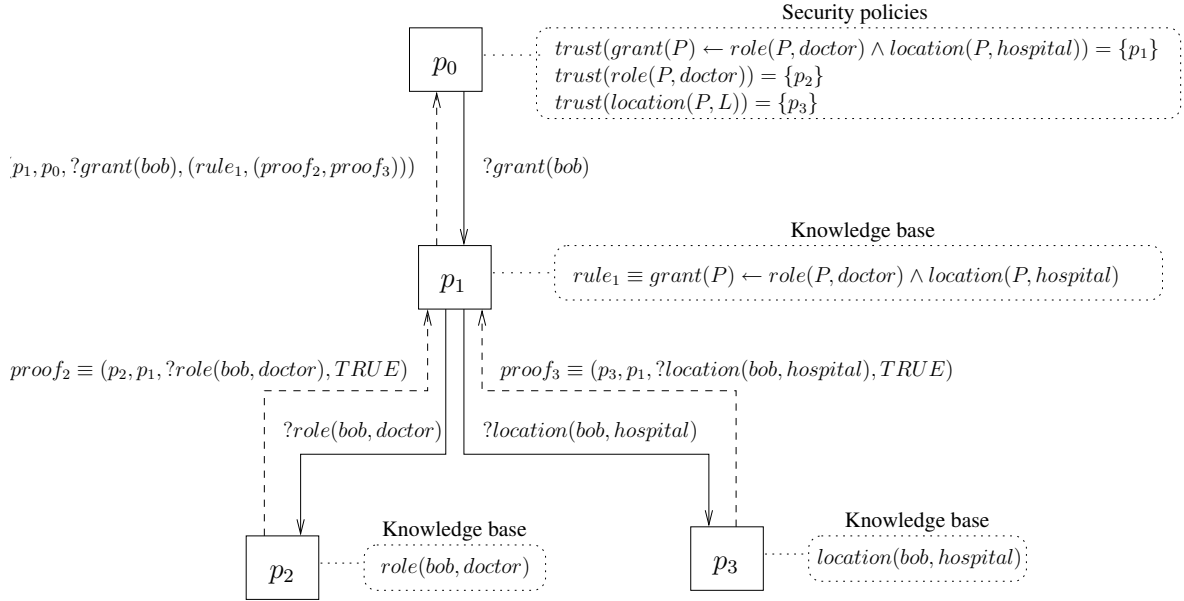 Security policies
p₀
trust(grant(P) ← role(P, doctor) ∧ location(P, hospital)) = {p₁}
trust(role(P, doctor)) = {p₂}
trust(location(P, L)) = {p₃}
p₁, p₀, ?grant(bob), (rule₁, (proof₂, proof₃)))
?grant(bob)
Knowledge base
p₁
rule₁ ≡ grant(P) ← role(P, doctor) ∧ location(P, hospital)
proof₂ ≡ (p₂, p₁, ?role(bob, doctor), TRUE)
proof₃ ≡ (p₃, p₁, ?location(bob, hospital), TRUE)
?role(bob, doctor)
?location(bob, hospital)
Knowledge base
p₂
role(bob, doctor)
Knowledge base
p₃
location(bob, hospital)